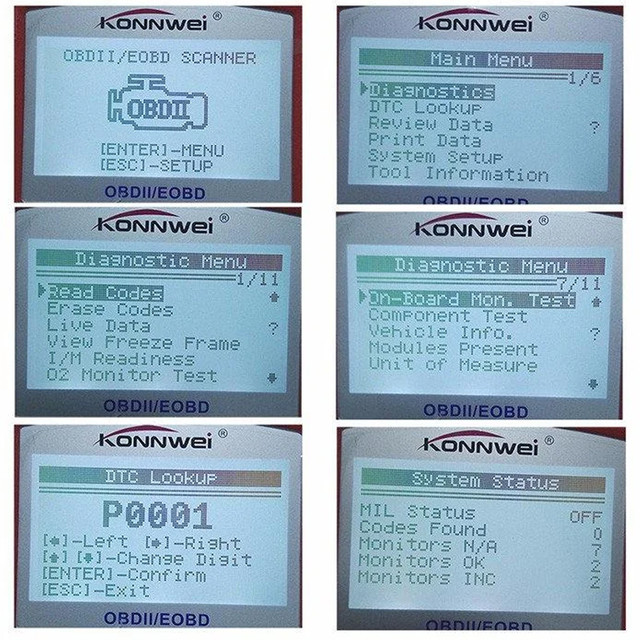 KONNWEI®
OBDII/EOBD SCANNER
OBDII
[ENTER]-MENU
[ESC]-SETUP
OBDII/EOBD
KONNWEI®
Main Menu
1/6
Diagnostics
DTC Lookup
Review Data ?
Print Data
System Setup
Tool Information
OBDII/EOBD
KONNWEI®
Diagnostic Menu
1/11
Read Codes
Erase Codes
Live Data ?
View Freeze Frame
I/M Readiness
O2 Monitor Test
OBDII/EOBD
KONNWEI®
Diagnostic Menu
7/11
On-Board Mon. Test
Component Test
Vehicle Info. ?
Modules Present
Unit of Measure
OBDII/EOBD
KONNWEI®
DTC Lookup
P0001
[←]-Left [→]-Right
[↑] [↓]-Change Digit
[ENTER]-Confirm
[ESC]-Exit
OBDII/EOBD
KONNWEI®
System Status
MIL Status OFF
Codes Found 0
Monitors N/A 7
Monitors OK 2
Monitors INC 2
OBDII/EOBD